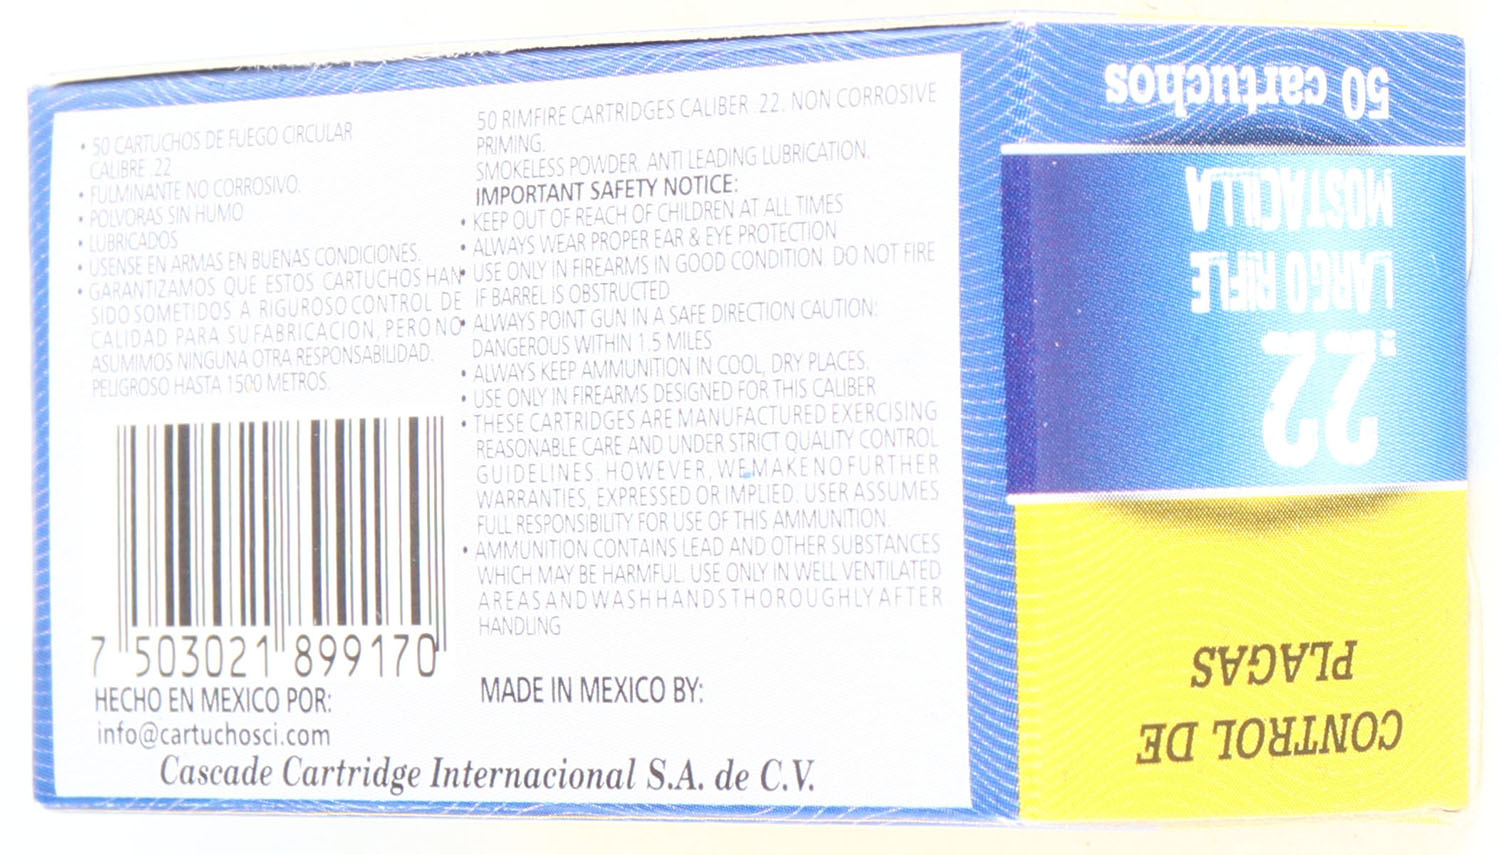 • 50 CARTUCHOS DE FUEGO CIRCULAR
CALIBRE .22
• FULMINANTE NO CORROSIVO.
• POLVORAS SIN HUMO
• LUBRICADOS
• USENSE EN ARMAS EN BUENAS CONDICIONES.
• GARANTIZAMOS QUE ESTOS CARTUCHOS HAN
SIDO SOMETIDOS A RIGUROSO CONTROL DE
CALIDAD PARA SU FABRICACION, PERO NO
ASUMIMOS NINGUNA OTRA RESPONSABILIDAD.
PELIGROSO HASTA 1500 METROS.
7 503021 899170
HECHO EN MEXICO POR:
info@cartuchosci.com
50 RIMFIRE CARTRIDGES CALIBER .22. NON CORROSIVE
PRIMING.
SMOKELESS POWDER. ANTI LEADING LUBRICATION.
IMPORTANT SAFETY NOTICE:
• KEEP OUT OF REACH OF CHILDREN AT ALL TIMES
• ALWAYS WEAR PROPER EAR & EYE PROTECTION
• USE ONLY IN FIREARMS IN GOOD CONDITION. DO NOT FIRE
IF BARREL IS OBSTRUCTED
• ALWAYS POINT GUN IN A SAFE DIRECTION CAUTION:
DANGEROUS WITHIN 1.5 MILES
• ALWAYS KEEP AMMUNITION IN COOL, DRY PLACES.
• USE ONLY IN FIREARMS DESIGNED FOR THIS CALIBER
• THESE CARTRIDGES ARE MANUFACTURED EXERCISING
REASONABLE CARE AND UNDER STRICT QUALITY CONTROL
GUIDELINES. HOWEVER, WE MAKE NO FURTHER
WARRANTIES, EXPRESSED OR IMPLIED. USER ASSUMES
FULL RESPONSIBILITY FOR USE OF THIS AMMUNITION.
• AMMUNITION CONTAINS LEAD AND OTHER SUBSTANCES
WHICH MAY BE HARMFUL. USE ONLY IN WELL VENTILATED
AREAS AND WASH HANDS THOROUGHLY AFTER
HANDLING
MADE IN MEXICO BY:
Cascade Cartridge Internacional S.A. de C.V.
CONTROL DE
PLAGAS
.22
LARGO RIFLE
MOSTACILLA
50 cartuchos